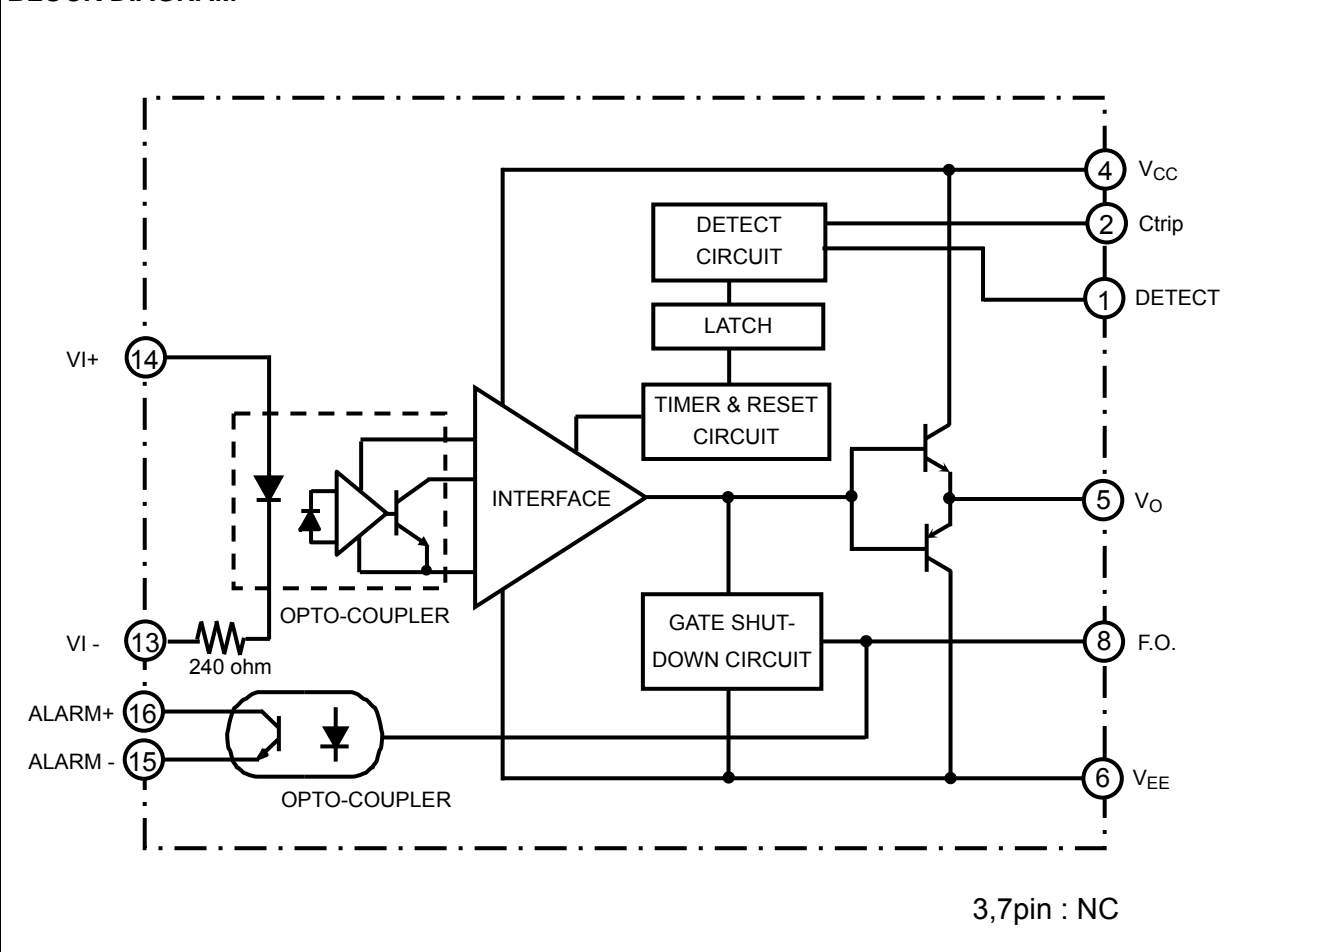 BLOCK DIAGRAM
4 VCC
DETECT
CIRCUIT
2 Ctrip
1 DETECT
LATCH
VI+ 14
TIMER & RESET
CIRCUIT
INTERFACE
5 VO
OPTO-COUPLER
VI - 13
240 ohm
GATE SHUT-
DOWN CIRCUIT
8 F.O.
ALARM+ 16
ALARM - 15
OPTO-COUPLER
6 VEE
3,7pin : NC